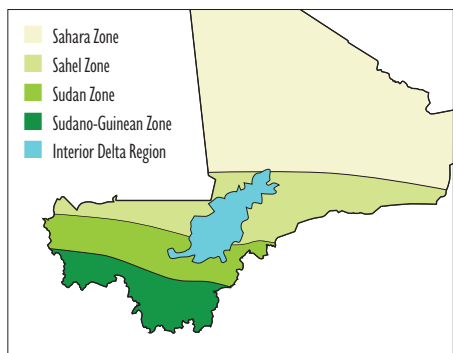 Sahara Zone
Sahel Zone
Sudan Zone
Sudano-Guinean Zone
Interior Delta Region